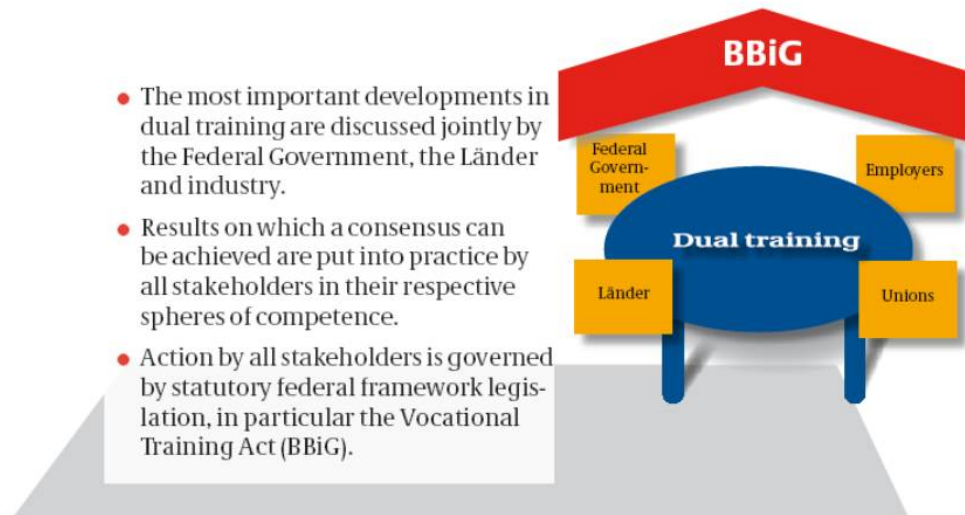 The most important developments in
dual training are discussed jointly by
the Federal Government, the Länder
and industry.
Results on which a consensus can
be achieved are put into practice by
all stakeholders in their respective
spheres of competence.
Action by all stakeholders is governed
by statutory federal framework legis-
lation, in particular the Vocational
Training Act (BBiG).
BBiG
Federal
Govern-
ment
Employers
Dual training
Länder
Unions